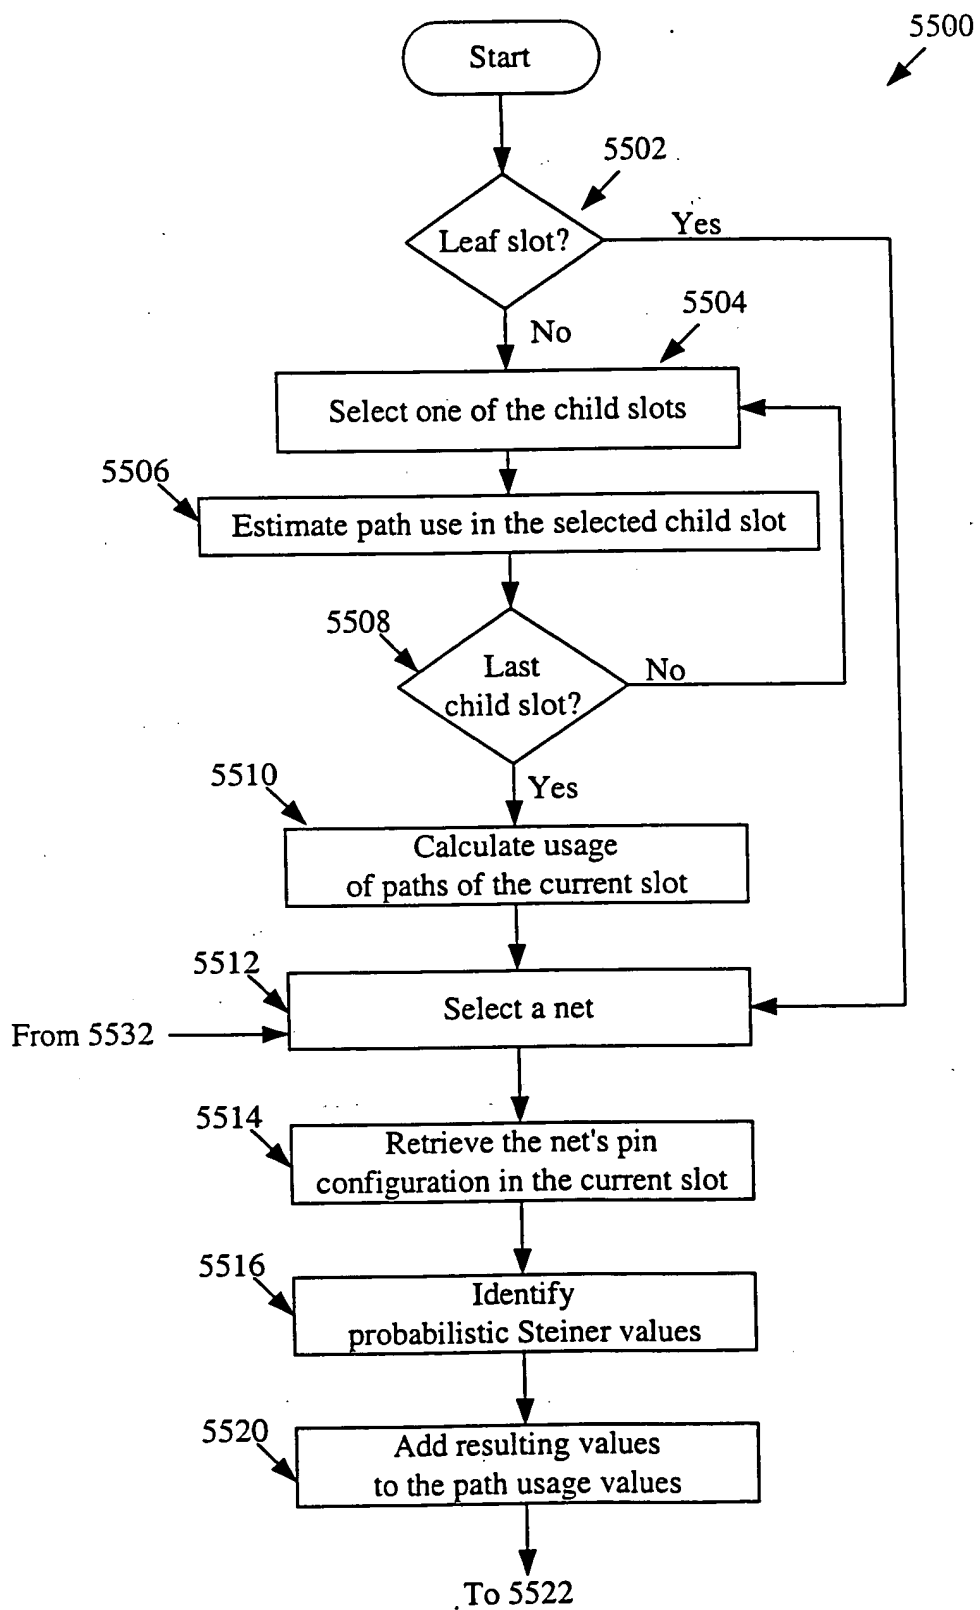 5500
Start
5502
Leaf slot?
Yes
No
5504
Select one of the child slots
5506
Estimate path use in the selected child slot
5508
Last
child slot?
No
Yes
5510
Calculate usage
of paths of the current slot
5512
Select a net
From 5532
5514
Retrieve the net's pin
configuration in the current slot
5516
Identify
probabilistic Steiner values
5520
Add resulting values
to the path usage values
To 5522